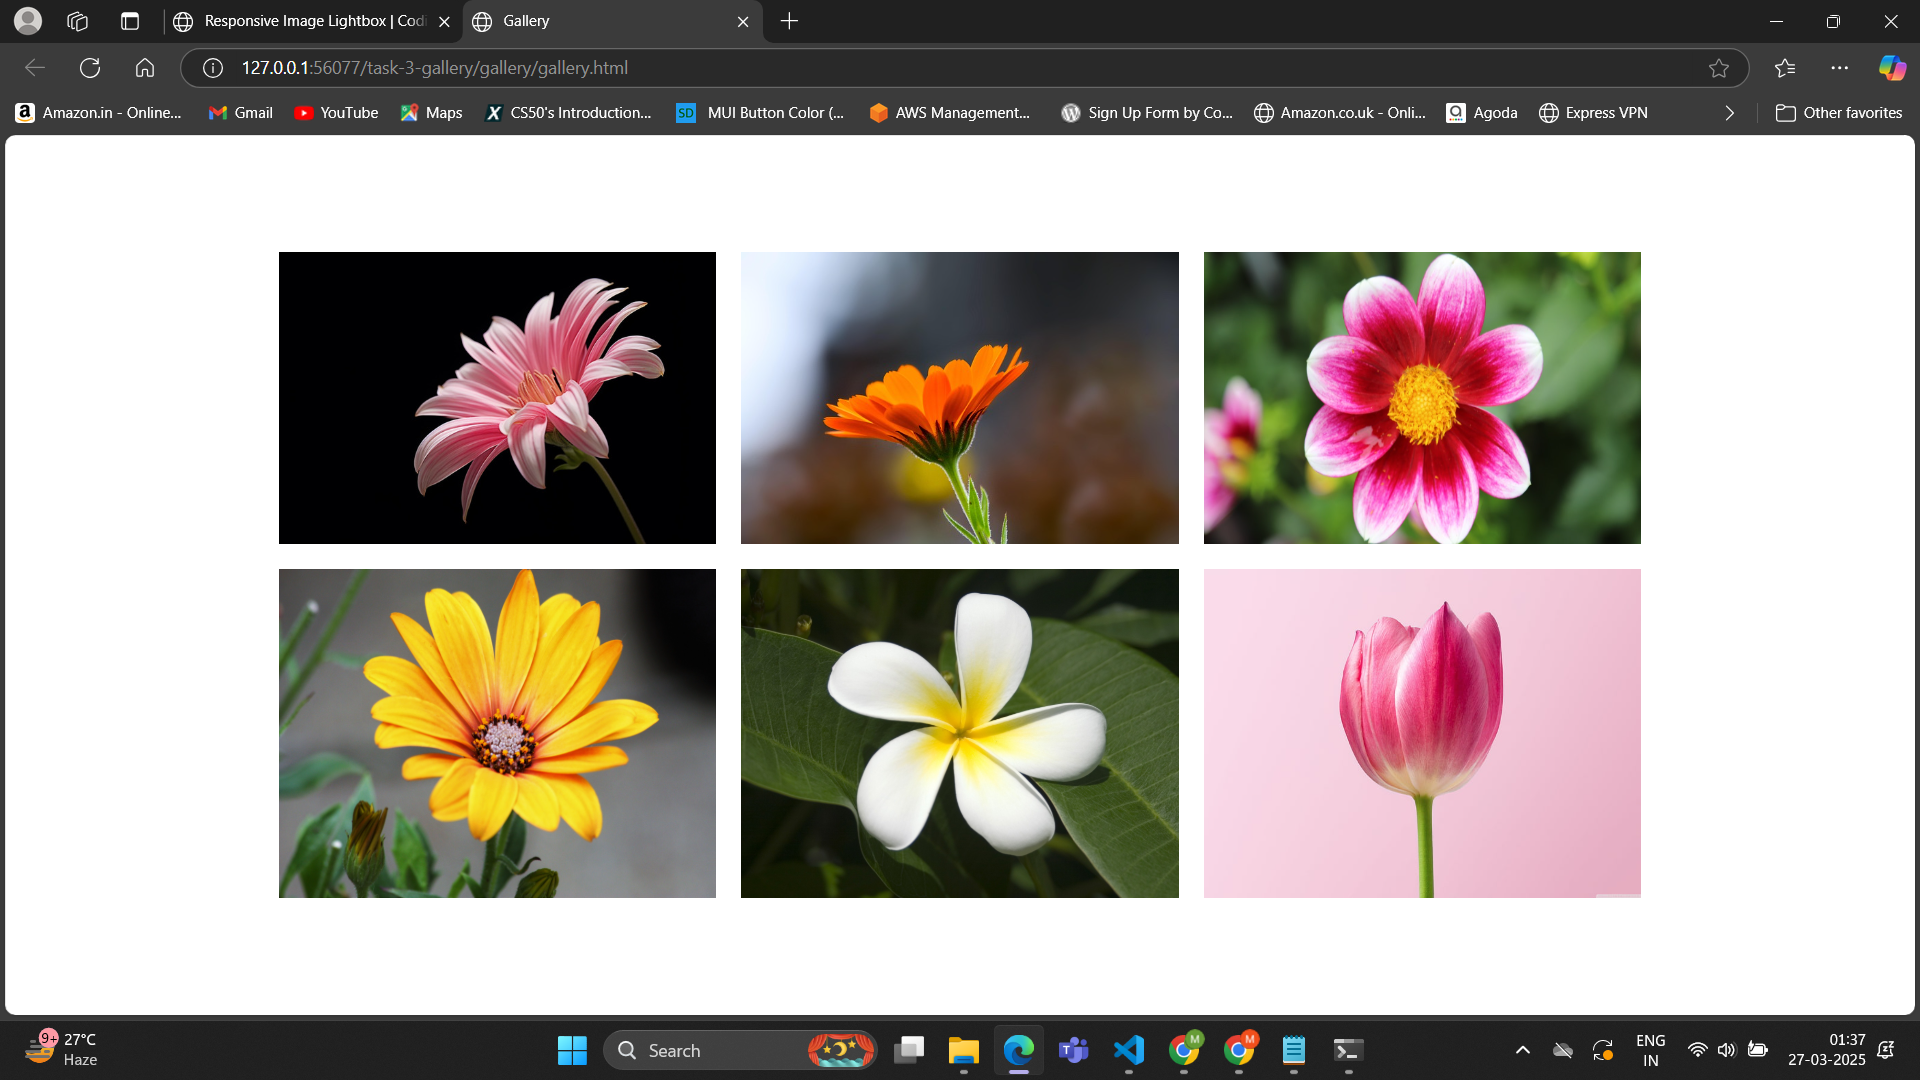 Responsive Image Lightbox | Codi
Gallery
127.0.0.1:56077/task-3-gallery/gallery/gallery.html
Amazon.in - Online...
Gmail
YouTube
Maps
CS50's Introduction...
SD
MUI Button Color (...
AWS Management...
Sign Up Form by Co...
Amazon.co.uk - Onli...
Agoda
Express VPN
Other favorites
9+
27°C
Haze
Search
M
M
ENG
IN
01:37
27-03-2025